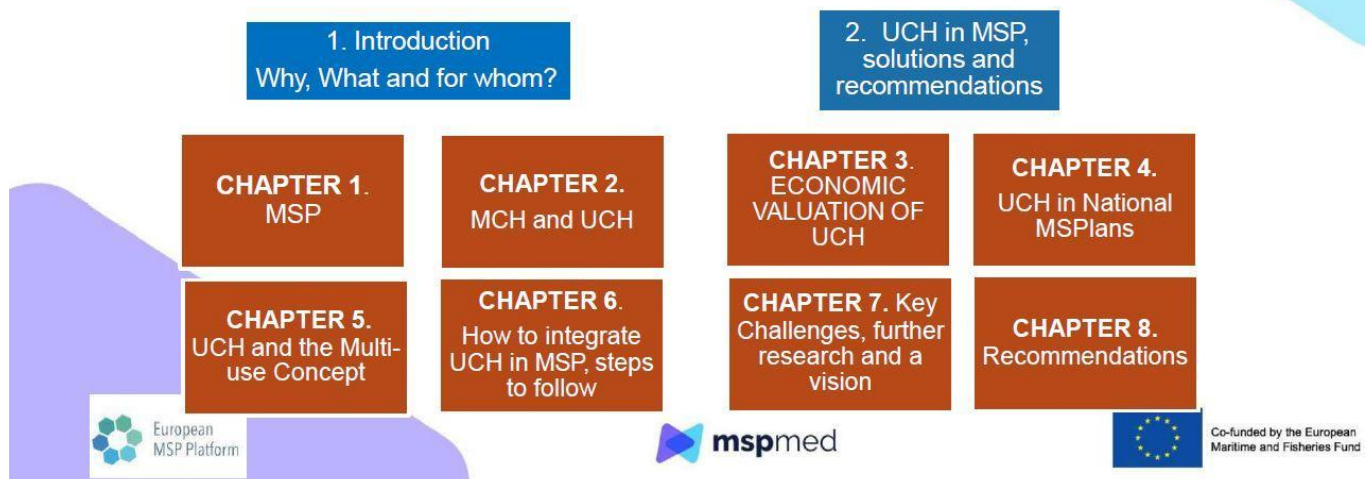 1. Introduction
Why, What and for whom?
2. UCH in MSP,
solutions and
recommendations
CHAPTER 1.
MSP
CHAPTER 2.
MCH and UCH
CHAPTER 3.
ECONOMIC
VALUATION OF
UCH
CHAPTER 4.
UCH in National
MSPlans
CHAPTER 5.
UCH and the Multi-
use Concept
CHAPTER 6.
How to integrate
UCH in MSP, steps
to follow
CHAPTER 7. Key
Challenges, further
research and a
vision
CHAPTER 8.
Recommendations
European
MSP Platform
mspmed
Co-funded by the European
Maritime and Fisheries Fund